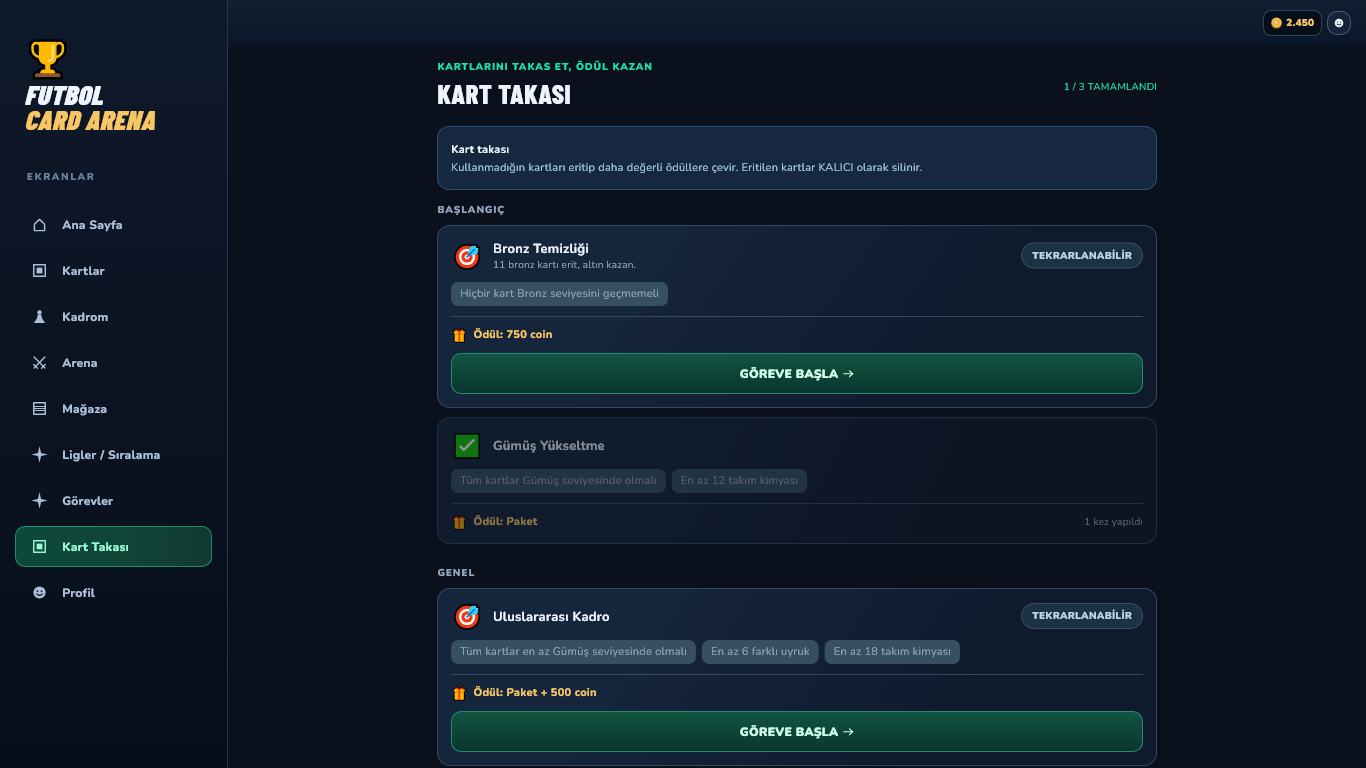 2.450
FUTBOL
CARD ARENA
EKRANLAR
Ana Sayfa
Kartlar
Kadrom
Arena
Mağaza
Ligler / Sıralama
Görevler
Kart Takası
Profil
KARTLARINI TAKAS ET, ÖDÜL KAZAN
KART TAKASI
1 / 3 TAMAMLANDI
Kart takası
Kullanmadığın kartları eritip daha değerli ödüllere çevir. Eritilen kartlar KALICI olarak silinir.
BAŞLANGIÇ
Bronz Temizliği
11 bronz kartı erit, altın kazan.
TEKRARLANABİLİR
Hiçbir kart Bronz seviyesini geçmemeli
Ödül: 750 coin
GÖREVE BAŞLA →
Gümüş Yükseltme
Tüm kartlar Gümüş seviyesinde olmalı
En az 12 takım kimyası
Ödül: Paket
1 kez yapıldı
GENEL
Uluslararası Kadro
TEKRARLANABİLİR
Tüm kartlar en az Gümüş seviyesinde olmalı
En az 6 farklı uyruk
En az 18 takım kimyası
Ödül: Paket + 500 coin
GÖREVE BAŞLA →